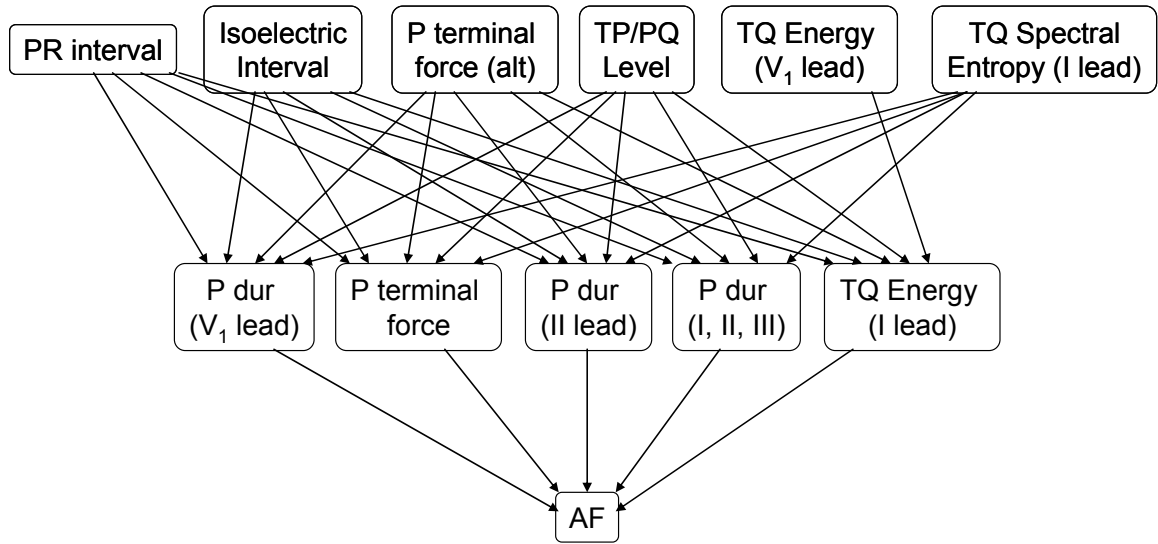 PR interval
Isoelectric
Interval
P terminal
force (alt)
TP/PQ
Level
TQ Energy
(V₁ lead)
TQ Spectral
Entropy (I lead)
P dur
(V₁ lead)
P terminal
force
P dur
(II lead)
P dur
(I, II, III)
TQ Energy
(I lead)
AF